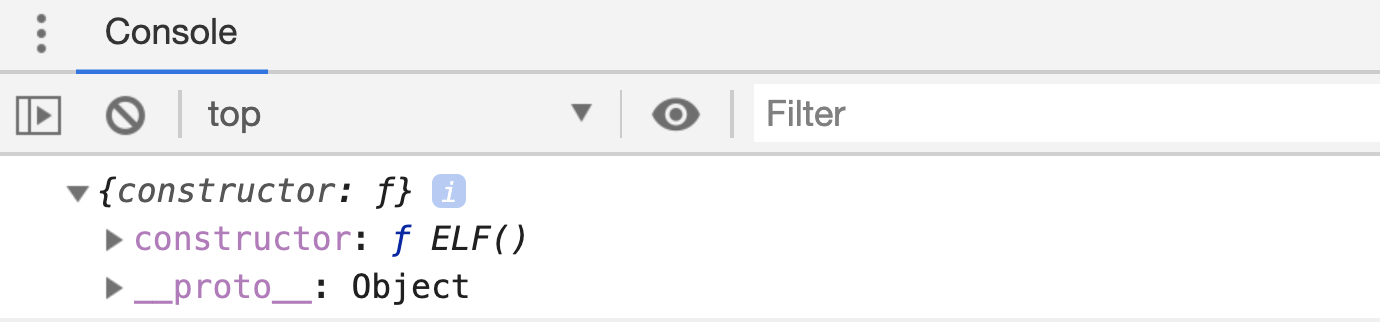 Console
top Filter
{constructor: ƒ} i
constructor: ƒ ELF()
__proto__: Object